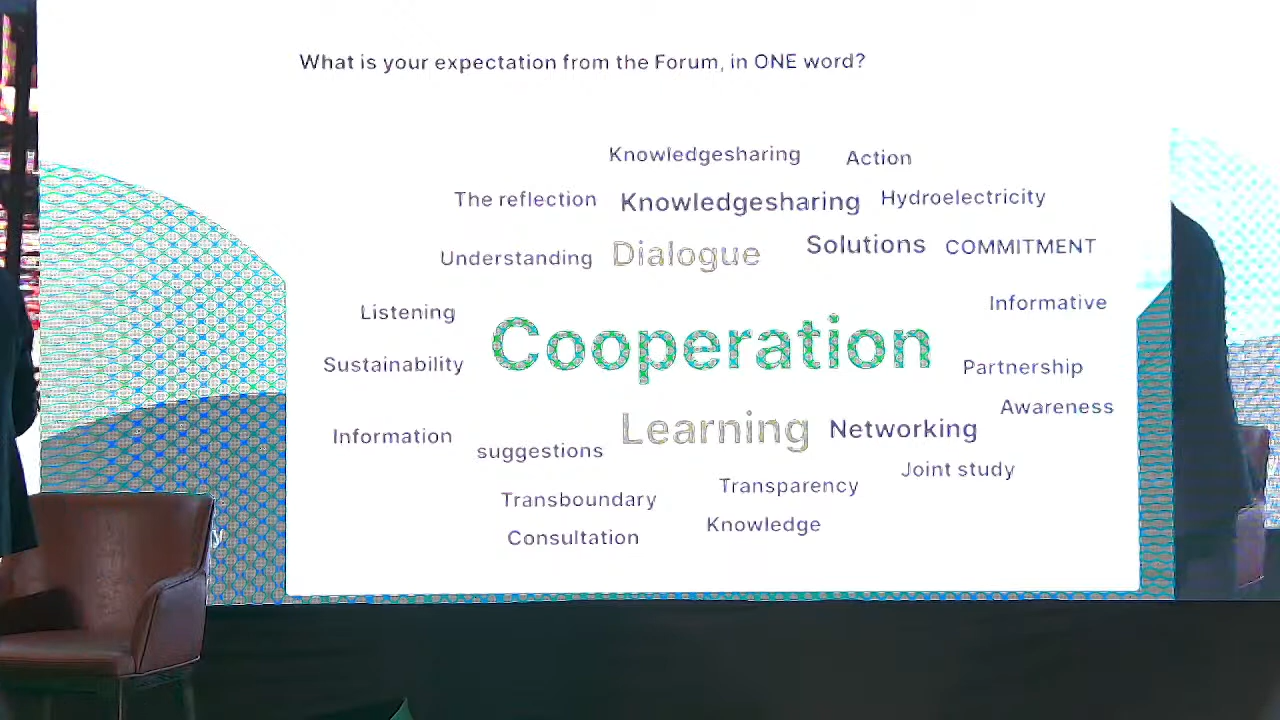 What is your expectation from the Forum, in ONE word?
Knowledgesharing Action
The reflection Knowledgesharing Hydroelectricity
Understanding Dialogue Solutions COMMITMENT
Listening Informative
Cooperation
Sustainability Partnership
Awareness
Information Learning Networking
suggestions Joint study
Transboundary Transparency
Consultation Knowledge
y